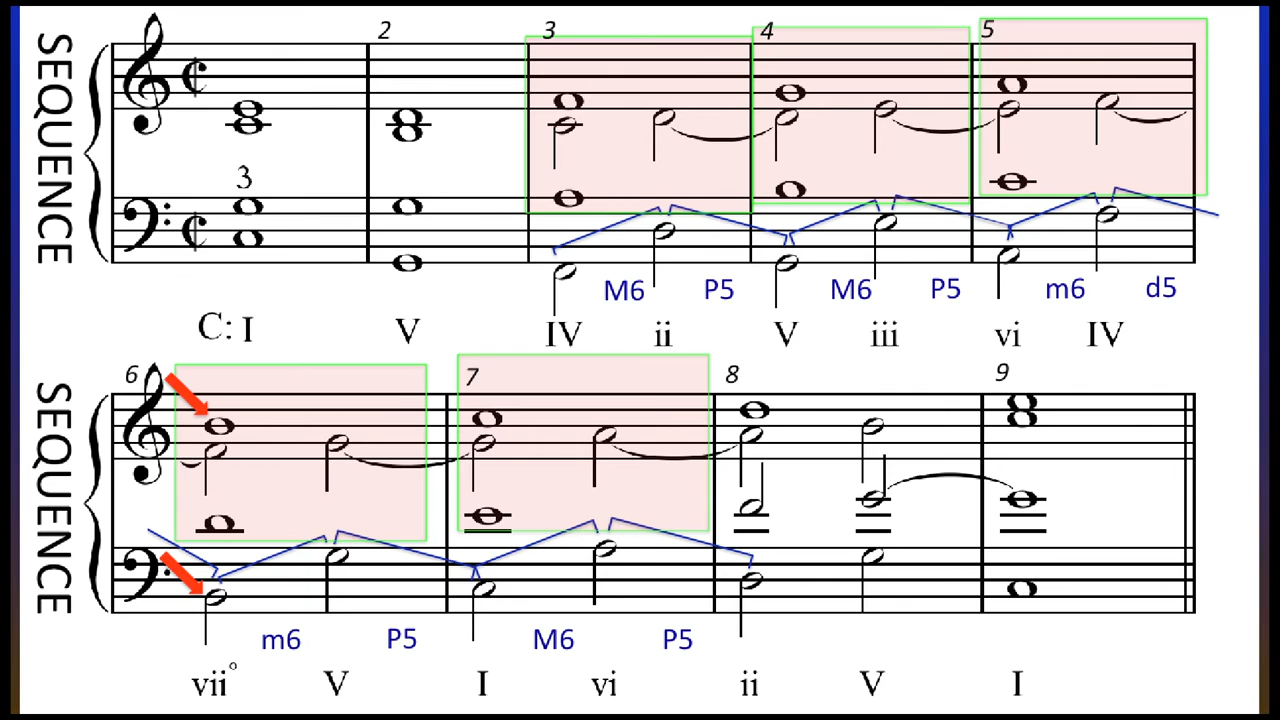 SEQUENCE
2 3 4 5
3
M6 P5 M6 P5 m6 d5
C: I V IV ii V iii vi IV
SEQUENCE
6 7 8 9
m6 P5 M6 P5
vii° V I vi ii V I